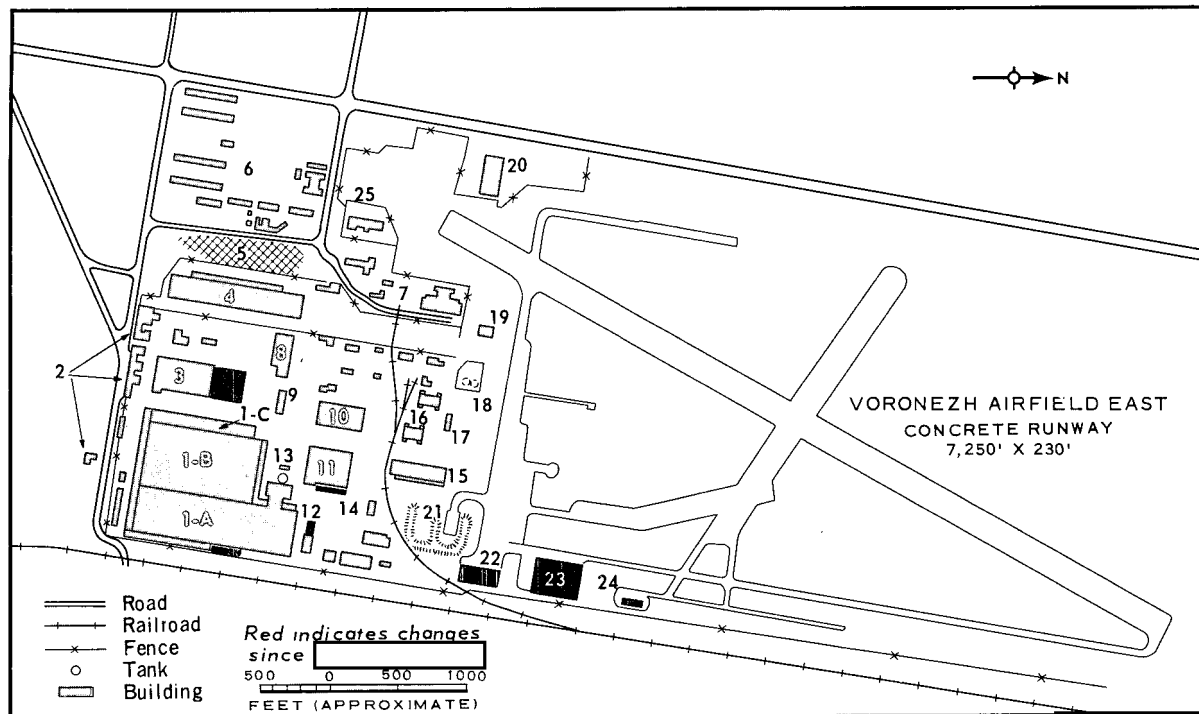 N
20
6
25
5
7
4
19
2
8
3
18
9
1-C
10
16
17
1-B
13
11
15
14
1-A
12
21
22
23
24
VORONEZH AIRFIELD EAST
CONCRETE RUNWAY
7,250' X 230'
Road
Railroad
Fence
Tank
Building
Red indicates changes
since
500 0 500 1000
FEET (APPROXIMATE)